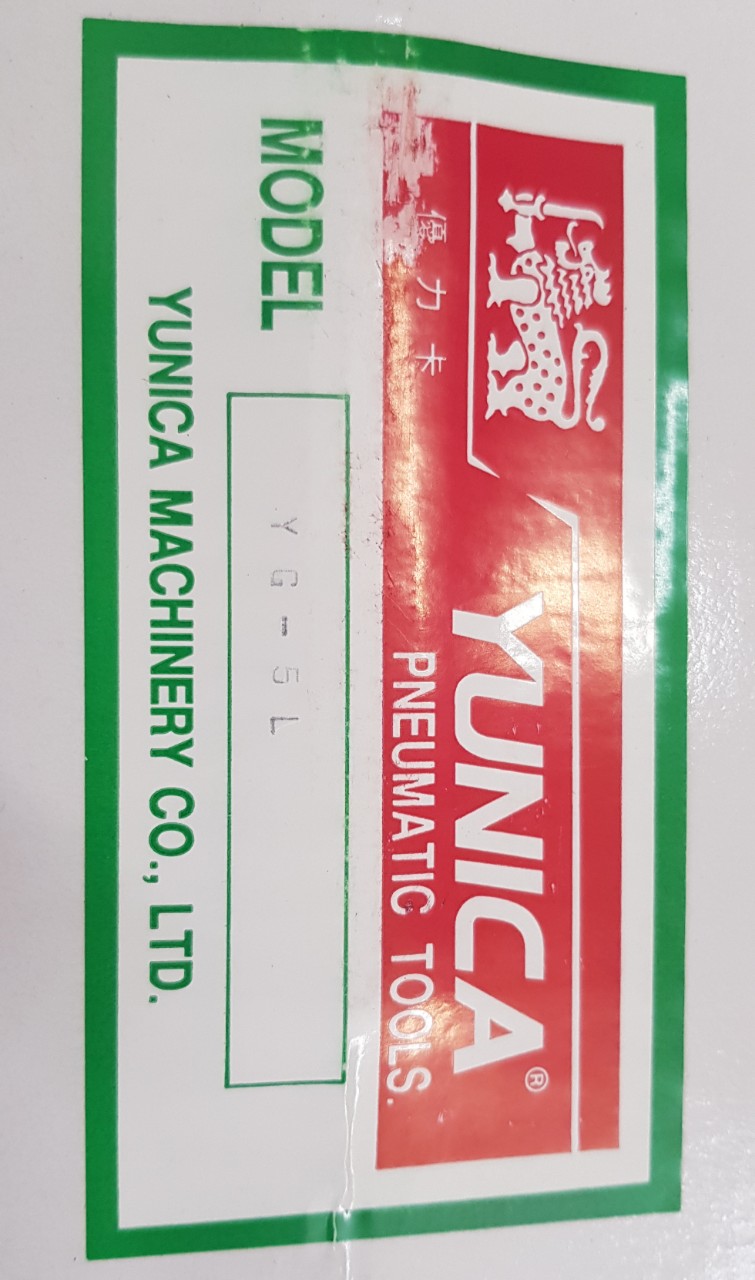 YUNICA®
優力卡
PNEUMATIC TOOLS.
MODEL
YG-5L
YUNICA MACHINERY CO., LTD.